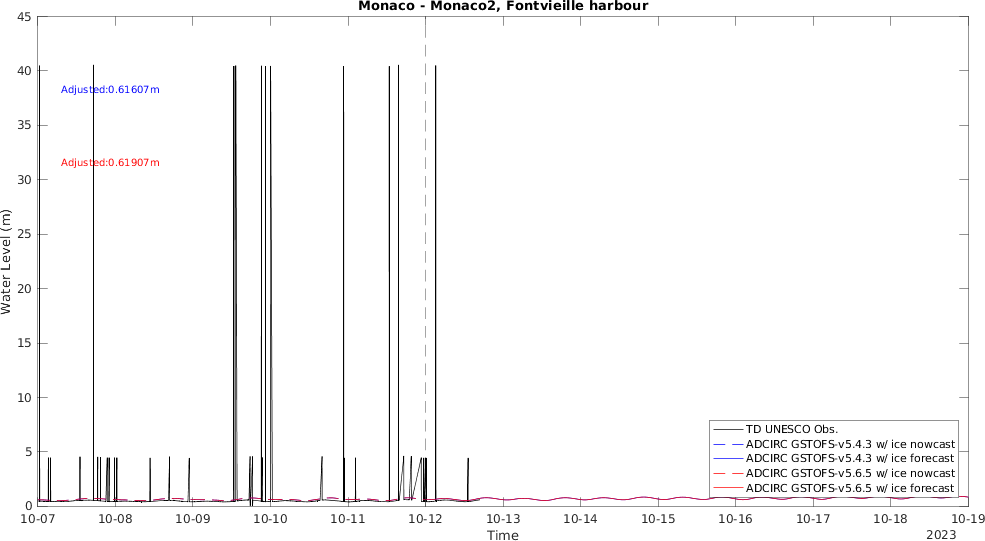 Monaco - Monaco2, Fontvieille harbour
Water Level (m)
45
40
35
30
25
20
15
10
5
0
Adjusted:0.61607m
Adjusted:0.61907m
TD UNESCO Obs.
ADCIRC GSTOFS-v5.4.3 w/ ice nowcast
ADCIRC GSTOFS-v5.4.3 w/ ice forecast
ADCIRC GSTOFS-v5.6.5 w/ ice nowcast
ADCIRC GSTOFS-v5.6.5 w/ ice forecast
10-07 10-08 10-09 10-10 10-11 10-12 10-13 10-14 10-15 10-16 10-17 10-18 10-19
Time
2023